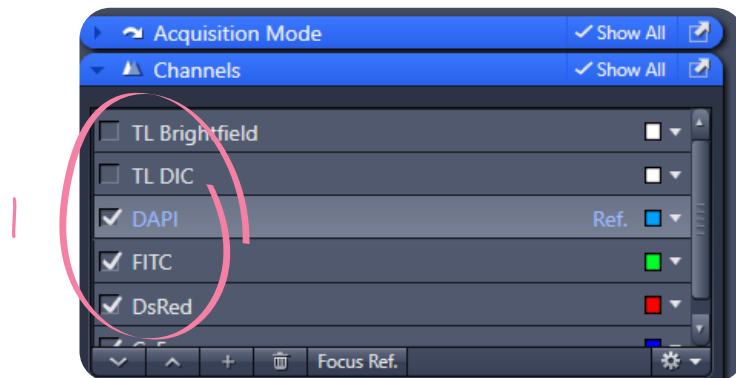 Acquisition Mode Show All
Channels Show All
TL Brightfield
TL DIC
DAPI Ref.
FITC
DsRed
Focus Ref.